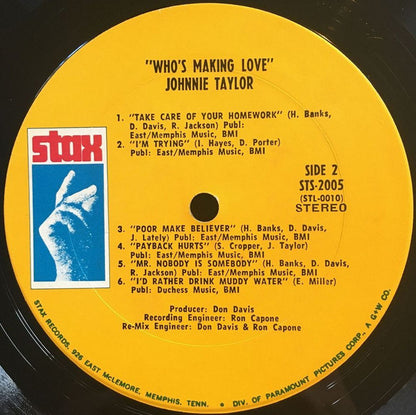 "WHO'S MAKING LOVE"
JOHNNIE TAYLOR
1. "TAKE CARE OF YOUR HOMEWORK" (H. Banks,
D. Davis, R. Jackson) Publ:
East/Memphis Music, BMI
2. "I'M TRYING" (I. Hayes, D. Porter)
Publ: East/Memphis Music, BMI
stax
SIDE 2
STS-2005
(STL-0010)
STEREO
3. "POOR MAKE BELIEVER" (H. Banks, D. Davis,
J. Lately) Publ: East/Memphis Music, BMI
4. "PAYBACK HURTS" (S. Cropper, J. Taylor)
Publ: East/Memphis Music, BMI
5. "MR. NOBODY IS SOMEBODY" (H. Banks, D. Davis,
R. Jackson) Publ: East/Memphis Music, BMI
6. "I'D RATHER DRINK MUDDY WATER" (E. Miller)
Publ: Duchess Music, BMI
Producer: Don Davis
Recording Engineer: Ron Capone
Re-Mix Engineer: Don Davis & Ron Capone
STAX RECORDS, 926 EAST McLEMORE, MEMPHIS, TENN. • DIV. OF PARAMOUNT PICTURES CORP., A G+W CO.